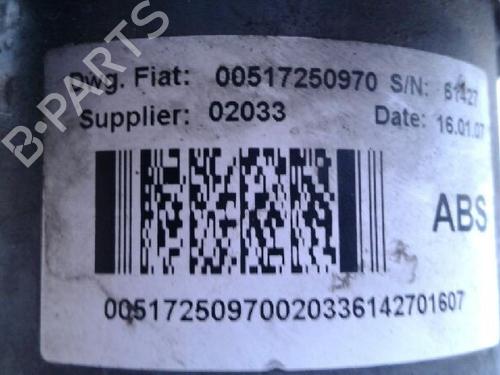 B-PARTS
Dwg. Fiat: 00517250970 S/N: 61427
Supplier: 02033 Date: 16.01.07
ABS
00517250970020336142701607